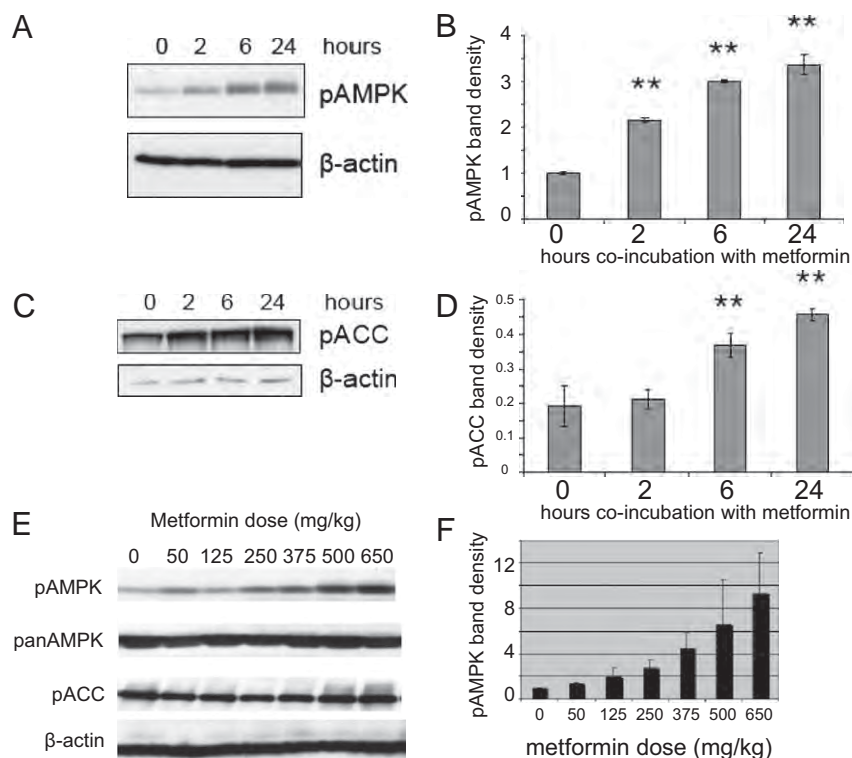 A
0 2 6 24 hours
pAMPK
β-actin
B
pAMPK band density
4
3
2
1
0
**
**
**
0 2 6 24
hours co-incubation with metformin
C
0 2 6 24 hours
pACC
β-actin
D
pACC band density
0.5
0.4
0.3
0.2
0.1
0
**
**
0 2 6 24
hours co-incubation with metformin
E
Metformin dose (mg/kg)
0 50 125 250 375 500 650
pAMPK
panAMPK
pACC
β-actin
F
pAMPK band density
12
8
4
0
0 50 125 250 375 500 650
metformin dose (mg/kg)